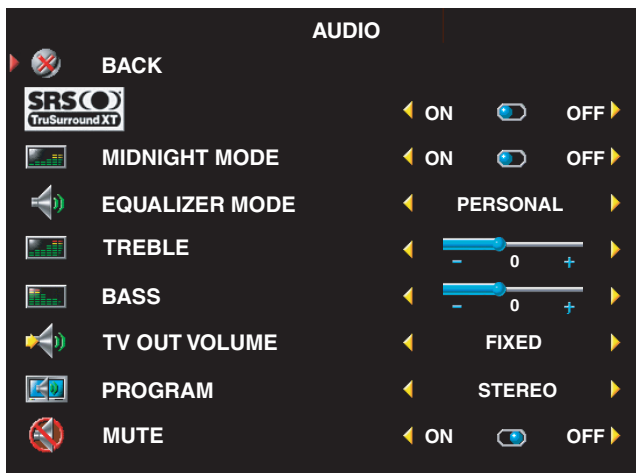 AUDIO
BACK
SRS
TruSurround XT
ON OFF
MIDNIGHT MODE ON OFF
EQUALIZER MODE PERSONAL
TREBLE
- 0 +
BASS
- 0 +
TV OUT VOLUME FIXED
PROGRAM STEREO
MUTE ON OFF